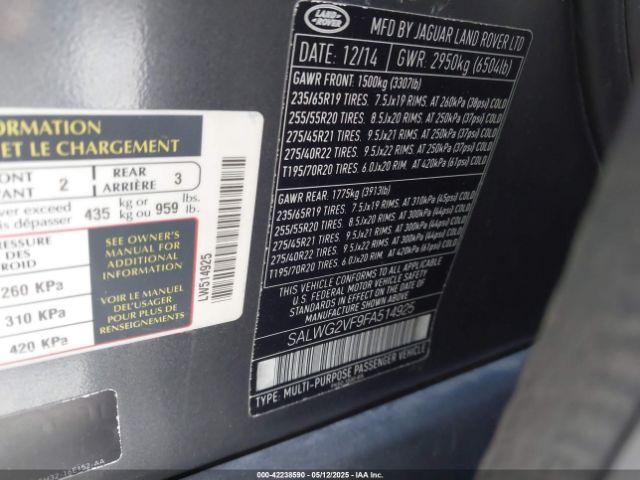 LAND ROVER
MFD BY JAGUAR LAND ROVER LTD
DATE: 12/14 GWR: 2950kg (6504lb)
GAWR FRONT: 1500kg (3307lb)
235/65R19 TIRES. 7.5Jx19 RIMS. AT 260kPa (38psi) COLD
255/55R20 TIRES. 8.5Jx20 RIMS. AT 250kPa (37psi) COLD
275/45R21 TIRES. 9.5Jx21 RIMS. AT 250kPa (37psi) COLD
275/40R22 TIRES. 9.5Jx22 RIMS. AT 250kPa (37psi) COLD
T195/70R20 TIRES. 6.0Jx20 RIM. AT 420kPa (61psi) COLD
GAWR REAR: 1775kg (3913lb)
235/65R19 TIRES. 7.5Jx19 RIMS. AT 310kPa (45psi) COLD
255/55R20 TIRES. 8.5Jx20 RIMS. AT 300kPa (44psi) COLD
275/45R21 TIRES. 9.5Jx21 RIMS. AT 300kPa (44psi) COLD
275/40R22 TIRES. 9.5Jx22 RIMS. AT 300kPa (44psi) COLD
T195/70R20 TIRES. 6.0Jx20 RIM. AT 420kPa (61psi) COLD
THIS VEHICLE CONFORMS TO ALL APPLICABLE
U.S. FEDERAL MOTOR VEHICLE SAFETY
STANDARDS IN EFFECT ON THE DATE OF
MANUFACTURE SHOWN ABOVE.
SALWG2VF9FA514925
TYPE: MULTI-PURPOSE PASSENGER VEHICLE
ORMATION
ET LE CHARGEMENT
ONT
VANT 2 REAR
ARRIÈRE 3
ver exceed
s dépasser 435 kg or
kg ou 959 lbs.
lb.
PRESSURE
DES
ROID
260 KPa
310 KPa
420 KPa
SEE OWNER'S
MANUAL FOR
ADDITIONAL
INFORMATION
VOIR LE MANUEL
DE L'USAGER
POUR PLUS DE
RENSEIGNEMENTS
LW514925
00-42238590 - 05/12/2025 - COPYRIGHT © IAA